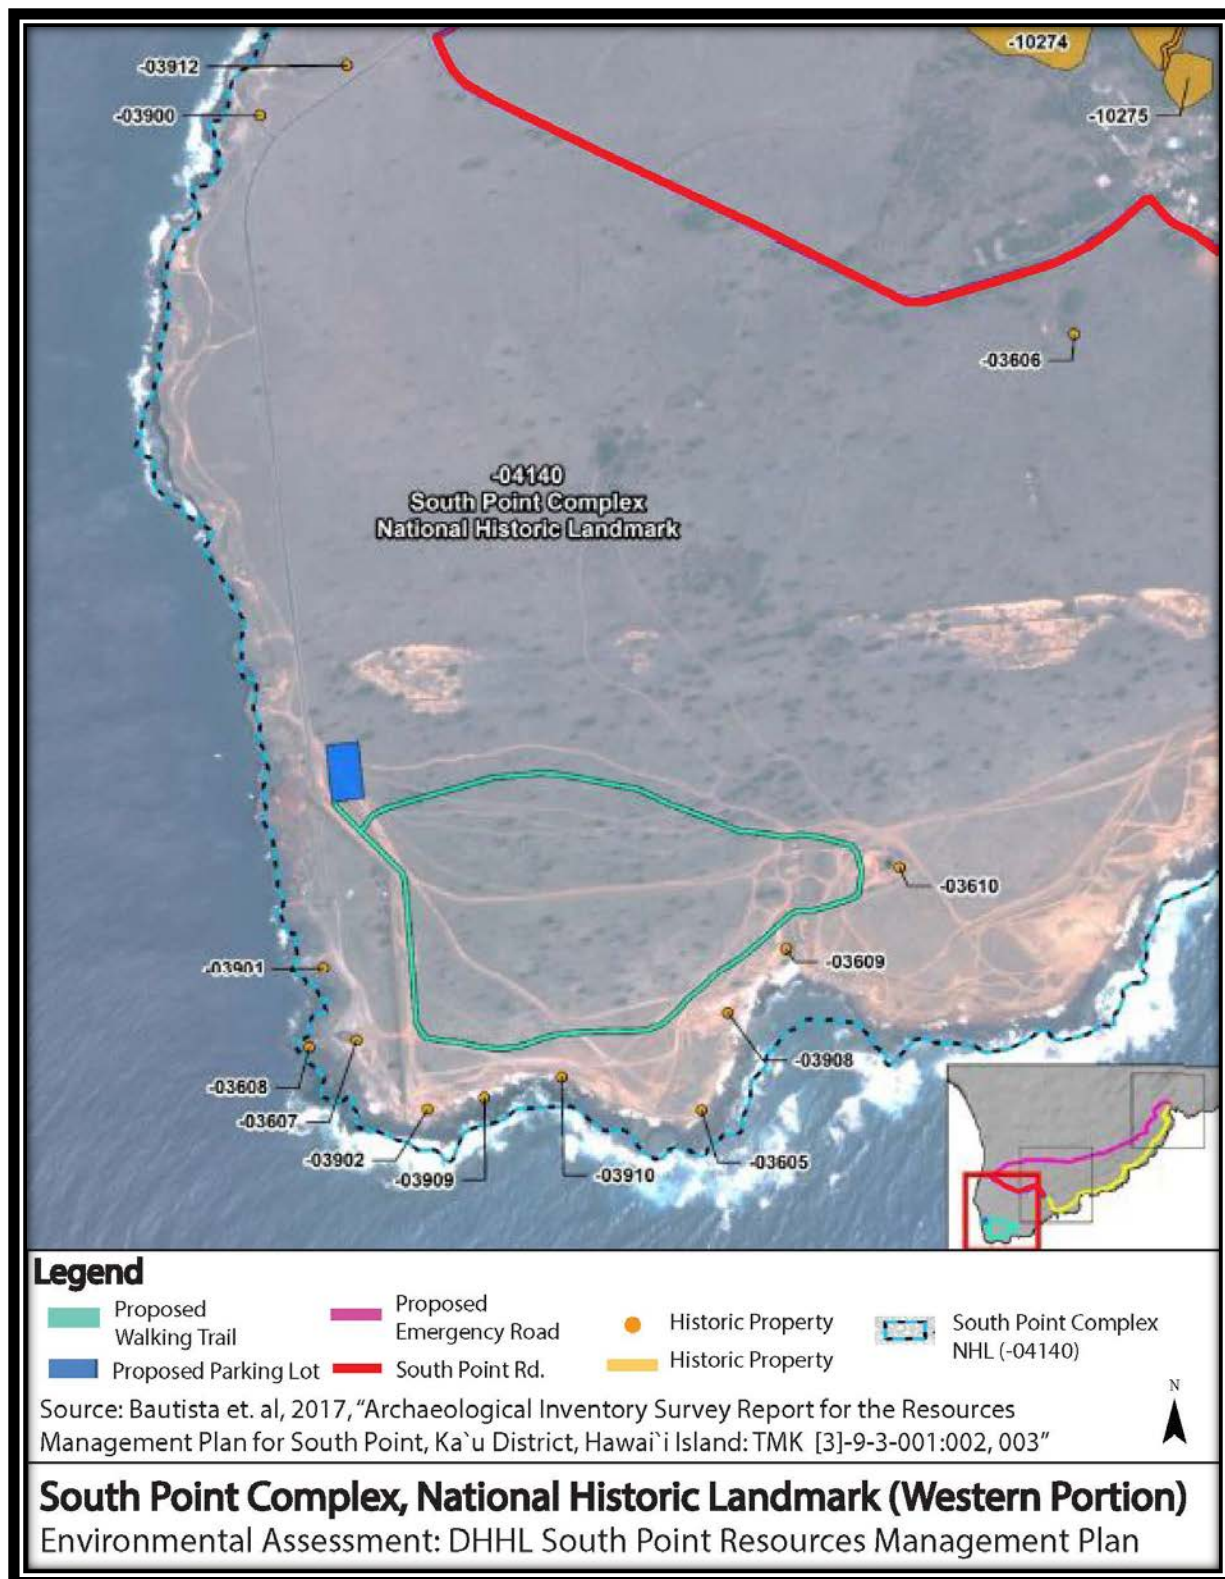 -10274
-03912
-03900
-10275
-03606
-04140
South Point Complex
National Historic Landmark
-03610
-03901
-03609
-03908
-03608
-03607
-03902
-03605
-03909
-03910
Legend
Proposed
Walking Trail
Proposed Parking Lot
Proposed
Emergency Road
South Point Rd.
Historic Property
Historic Property
South Point Complex
NHL (-04140)
N
Source: Bautista et. al, 2017, “Archaeological Inventory Survey Report for the Resources
Management Plan for South Point, Ka`u District, Hawai`i Island: TMK [3]-9-3-001:002, 003”
South Point Complex, National Historic Landmark (Western Portion)
Environmental Assessment: DHHL South Point Resources Management Plan